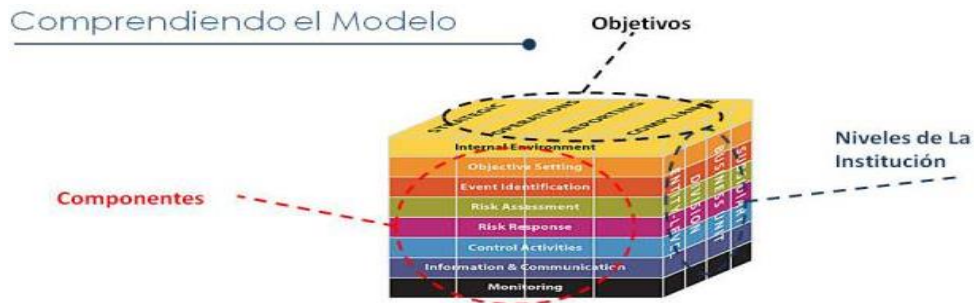 Comprendiendo el Modelo
Objetivos
STRATEGIC
OPERATIONS
REPORTING
COMPLIANCE
Internal Environment
Objective Setting
Event Identification
Risk Assessment
Risk Response
Control Activities
Information & Communication
Monitoring
ENTITY-LEVEL
DIVISION
BUSINESS UNIT
SUBSIDIARY
Componentes
Niveles de La
Institución